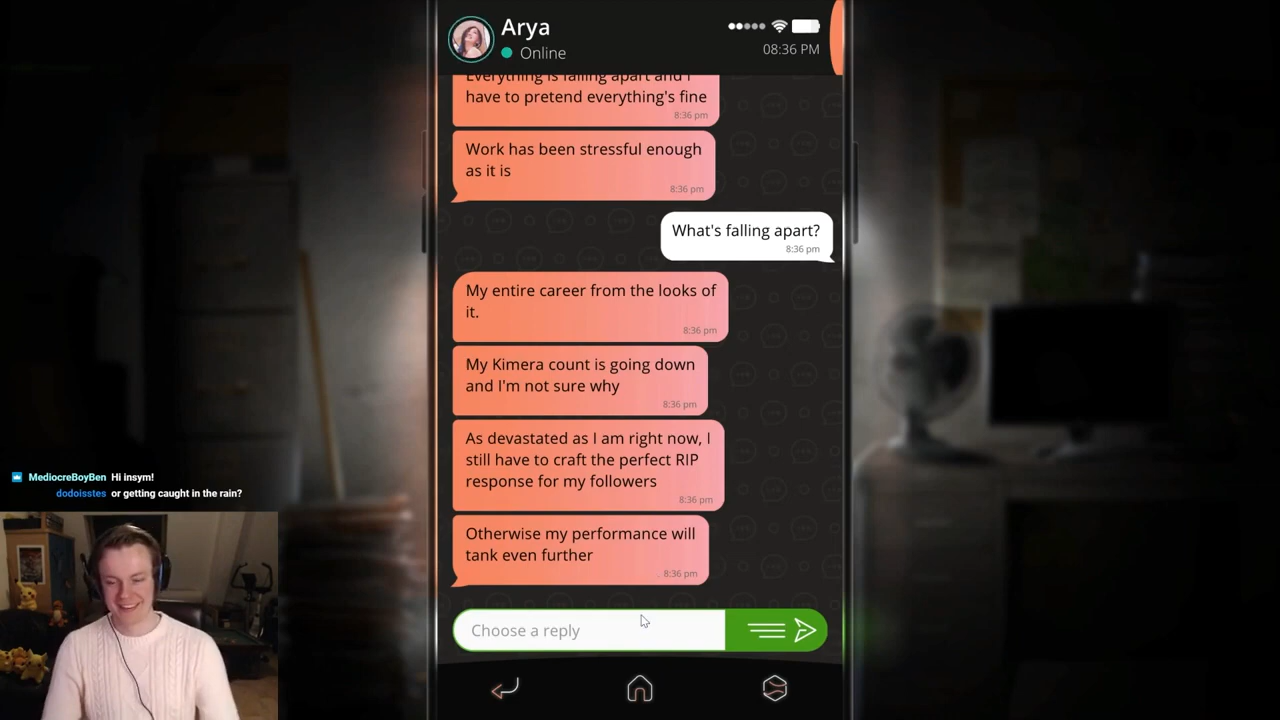 Arya
Online
08:36 PM
Everything is falling apart and I
have to pretend everything's fine
8:36 pm
Work has been stressful enough
as it is
8:36 pm
What's falling apart?
8:36 pm
My entire career from the looks of
it.
8:36 pm
My Kimera count is going down
and I'm not sure why
8:36 pm
As devastated as I am right now, I
still have to craft the perfect RIP
response for my followers
8:36 pm
Otherwise my performance will
tank even further
8:36 pm
Choose a reply
MediocreBoyBen Hi insym!
dodoisstes or getting caught in the rain?